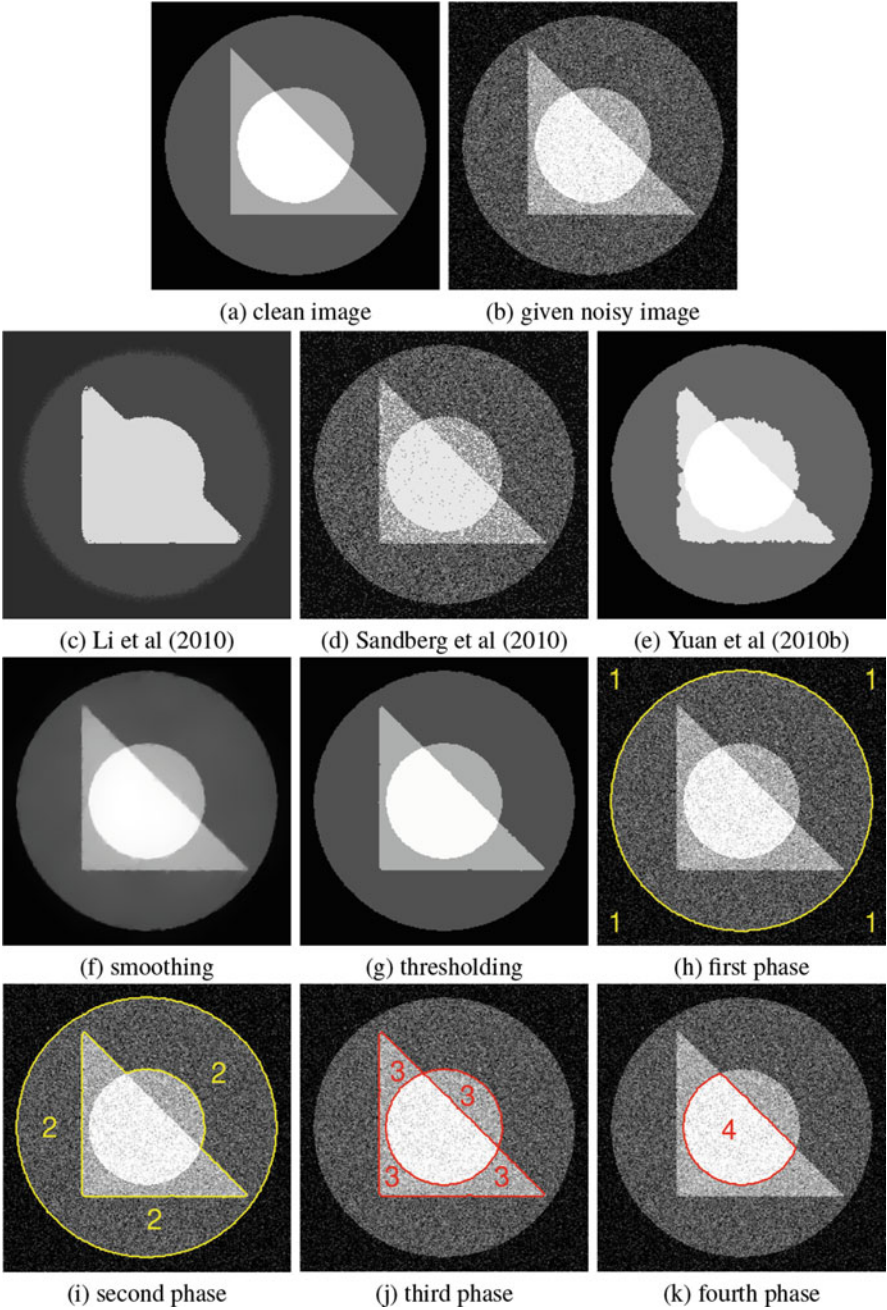 (a) clean image (b) given noisy image
(c) Li et al (2010) (d) Sandberg et al (2010) (e) Yuan et al (2010b)
1 1
1 1
(f) smoothing (g) thresholding (h) first phase
2 2 2 2
3 3 3 3
4
(i) second phase (j) third phase (k) fourth phase